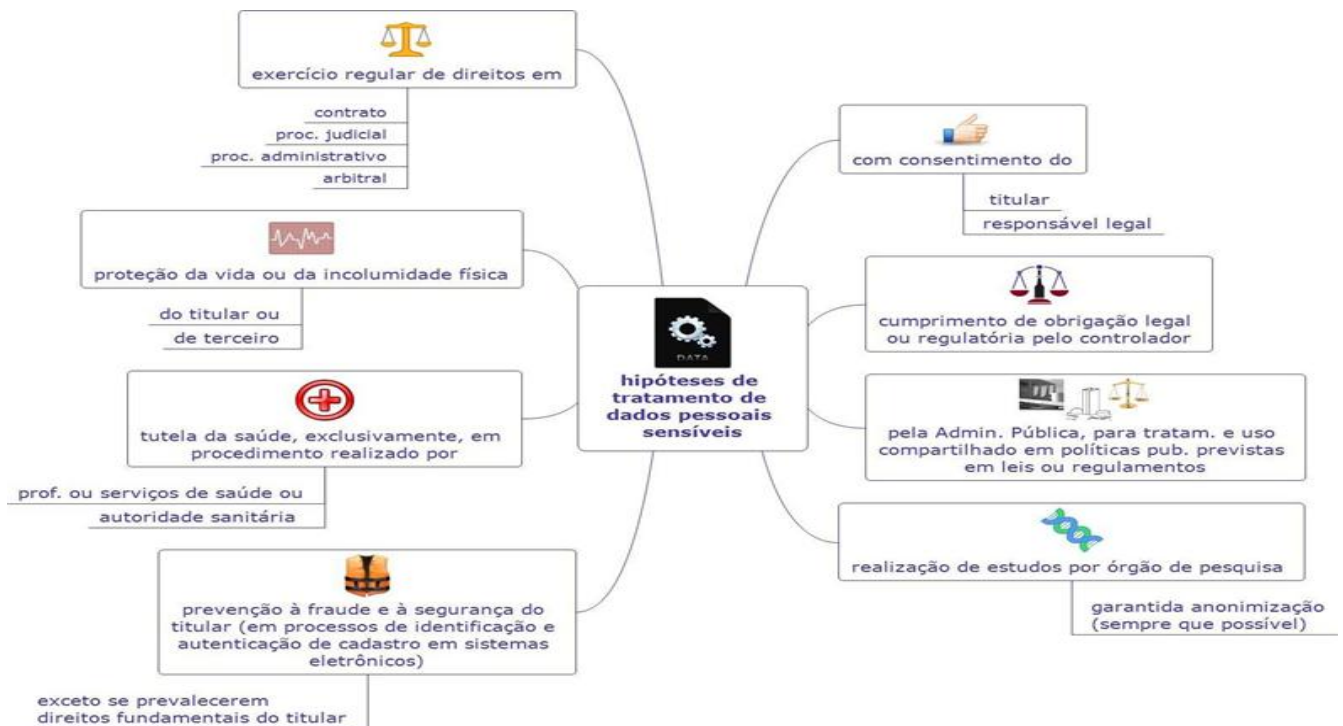 exercício regular de direitos em
contrato
proc. judicial
proc. administrativo
arbitral
proteção da vida ou da incolumidade física
do titular ou
de terceiro
tutela da saúde, exclusivamente, em
procedimento realizado por
prof. ou serviços de saúde ou
autoridade sanitária
prevenção à fraude e à segurança do
titular (em processos de identificação e
autenticação de cadastro em sistemas
eletrônicos)
exceto se prevalecerem
direitos fundamentais do titular
DATA
hipóteses de
tratamento de
dados pessoais
sensíveis
com consentimento do
titular
responsável legal
cumprimento de obrigação legal
ou regulatória pelo controlador
pela Admin. Pública, para tratam. e uso
compartilhado em políticas pub. previstas
em leis ou regulamentos
realização de estudos por órgão de pesquisa
garantida anonimização
(sempre que possível)